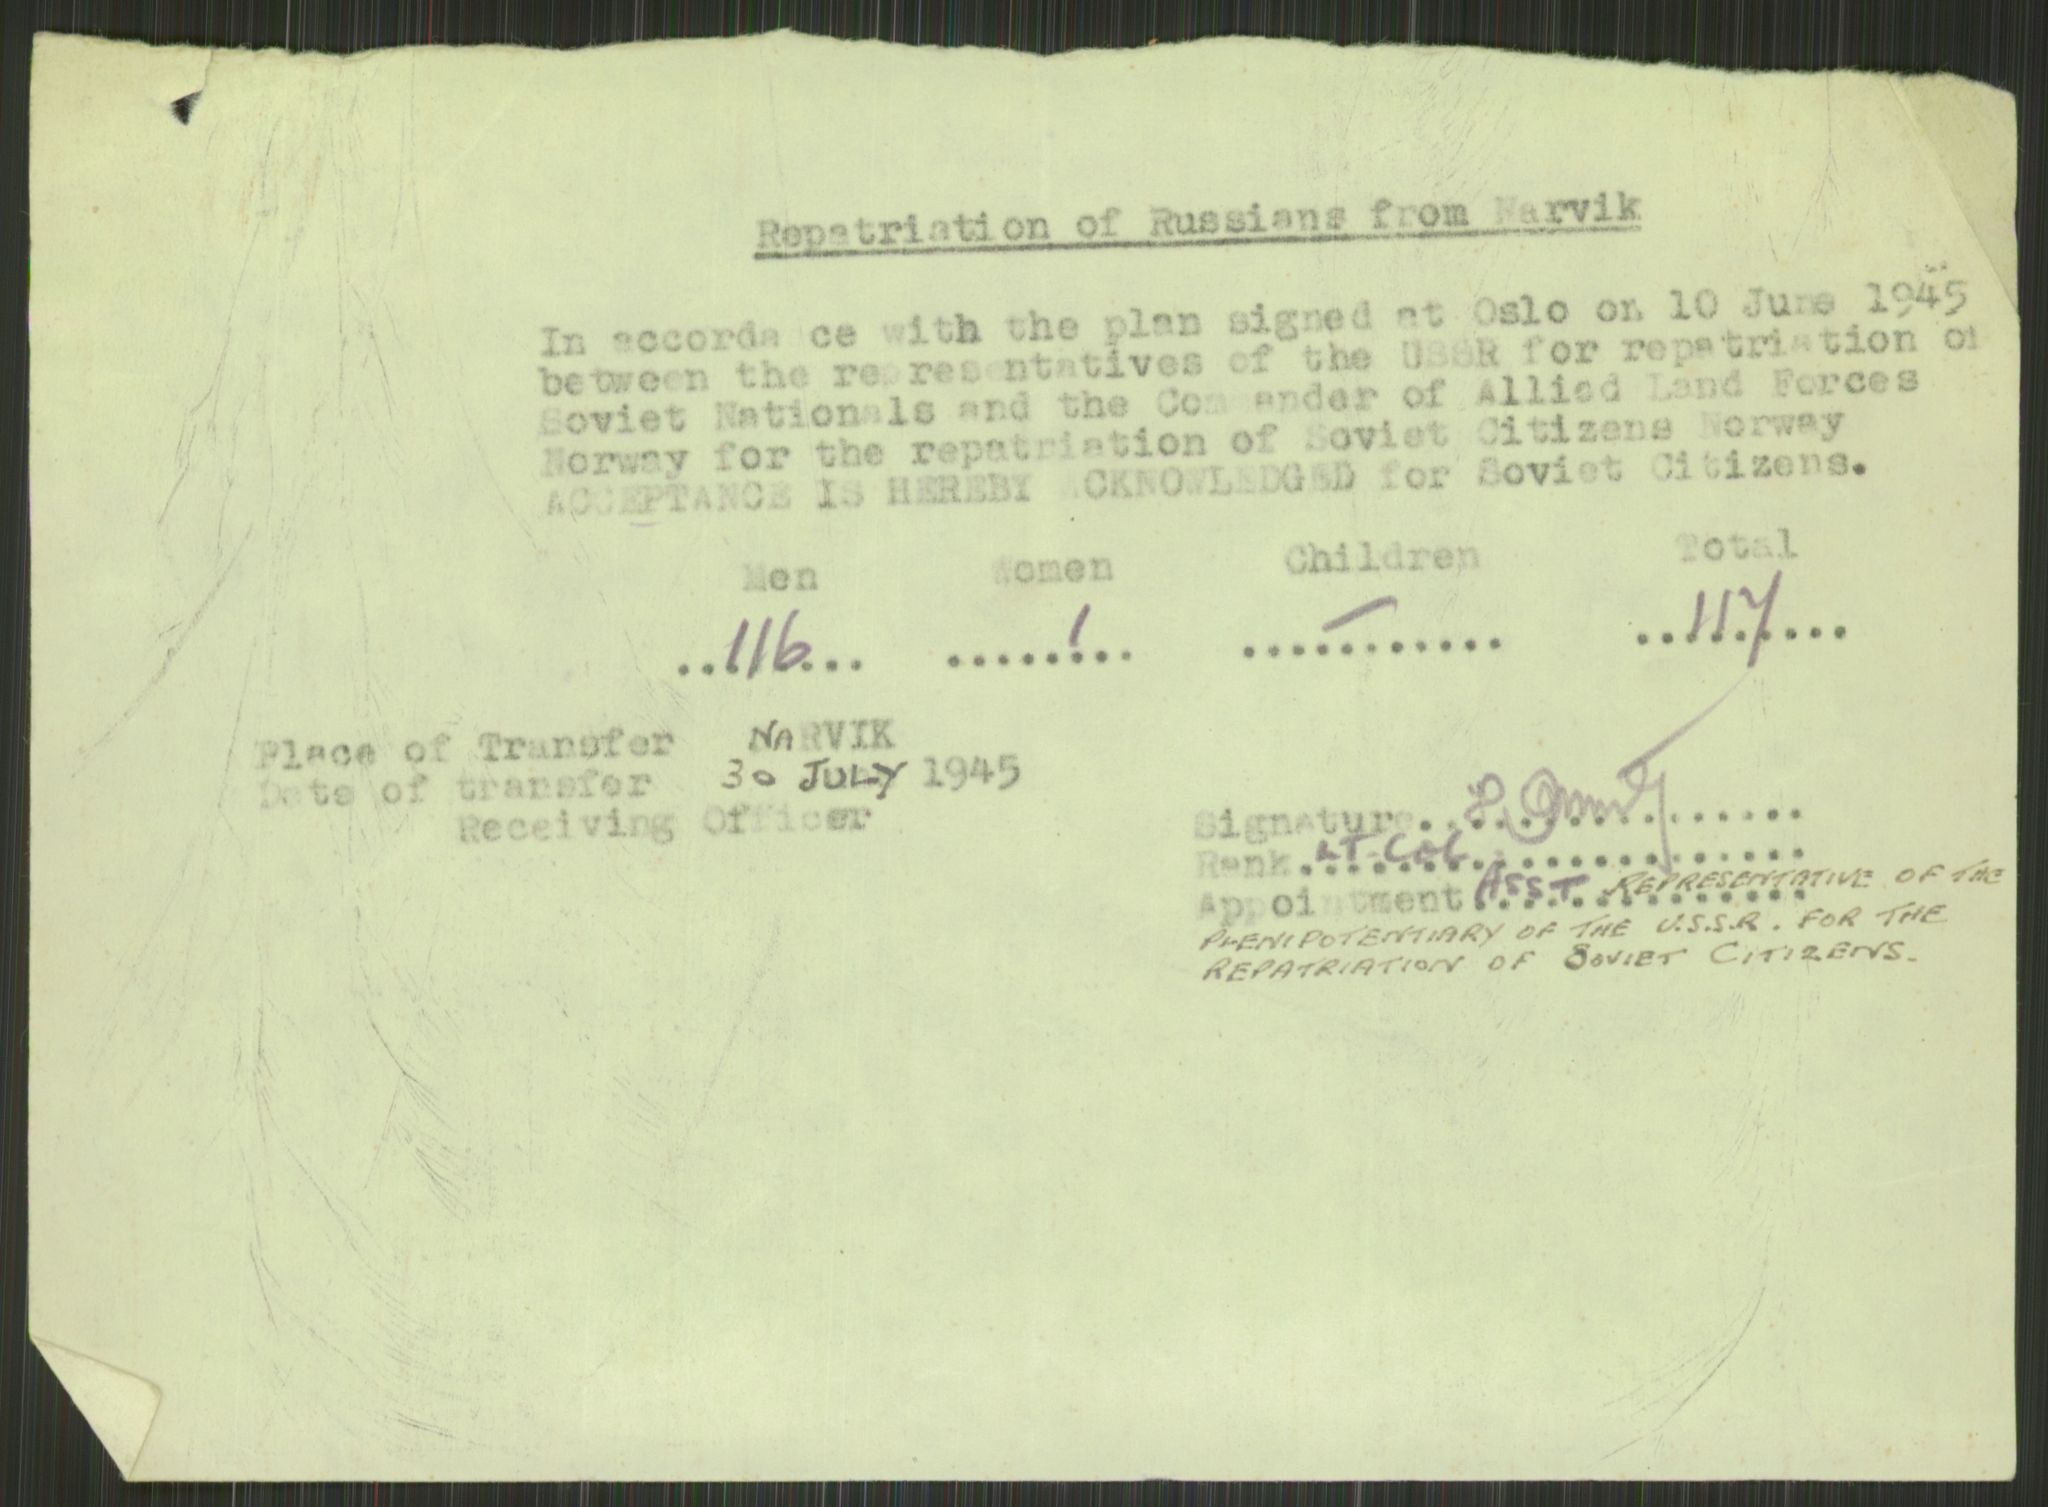 Repatriation of Russians from Narvik
In accordance with the plan signed at Oslo on 10 June 1945
between the representatives of the USSR for repatriation of
Soviet Nationals and the Commander of Allied Land Forces
Norway for the repatriation of Soviet Citizens Norway
ACCEPTANCE IS HEREBY ACKNOWLEDGED for Soviet Citizens.
Men Women Children Total
..116... .......1.. ........... ..117....
Place of Transfer NARVIK
Date of transfer 30 JULY 1945
Receiving Officer
Signature................
Rank. LT-COL ..............
Appointment ASST REPRESENTATIVE OF THE
PLENIPOTENTIARY OF THE U.S.S.R. FOR THE
REPATRIATION OF SOVIET CITIZENS.